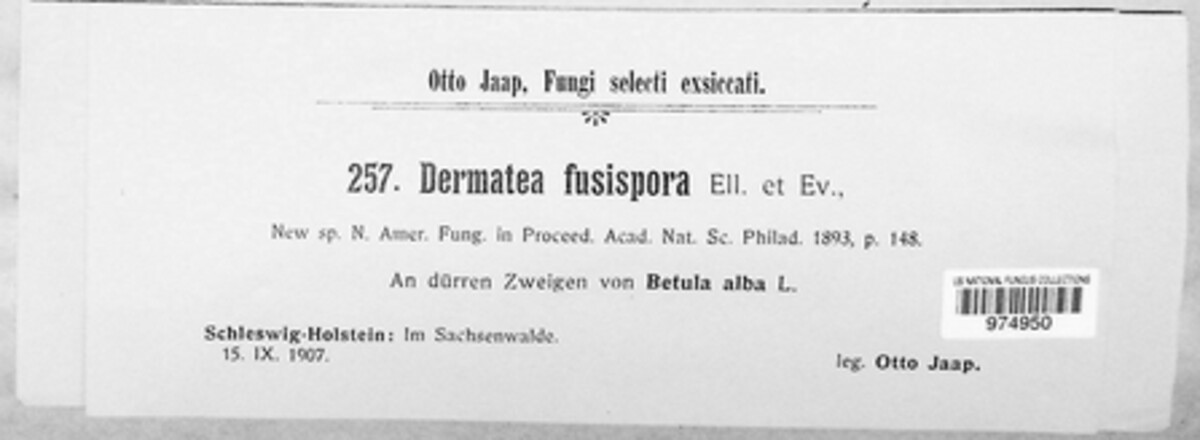 Otto Jaap, Fungi selecti exsiccati.
257. Dermatea fusispora Ell. et Ev.,
New sp. N. Amer. Fung. in Proceed. Acad. Nat. Sc. Philad. 1893, p. 148.
An dürren Zweigen von Betula alba L.
US NATIONAL FUNGUS COLLECTIONS
974950
Schleswig-Holstein: Im Sachsenwalde.
15. IX. 1907.
leg. Otto Jaap.